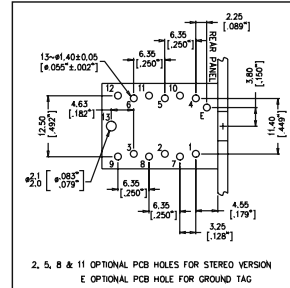 2.25
[.089"]
13-ø1,40±0,05
[ø.055"±.002"]
6.35
[.250"]
6.35
[.250"]
REAR PANEL
3.80
[.150"]
12 11 10
6 5 4
E
4.63
[.182"]
13
12.50
[.492"]
11.40
[.449"]
ø2.1
2.0
[ø.083"
.079"]
3 2 1
9 8 7
6.35
[.250"]
6.35
[.250"]
4.55
[.179"]
3.25
[.128"]
2, 5, 8 & 11 OPTIONAL PCB HOLES FOR STEREO VERSION
E OPTIONAL PCB HOLE FOR GROUND TAG